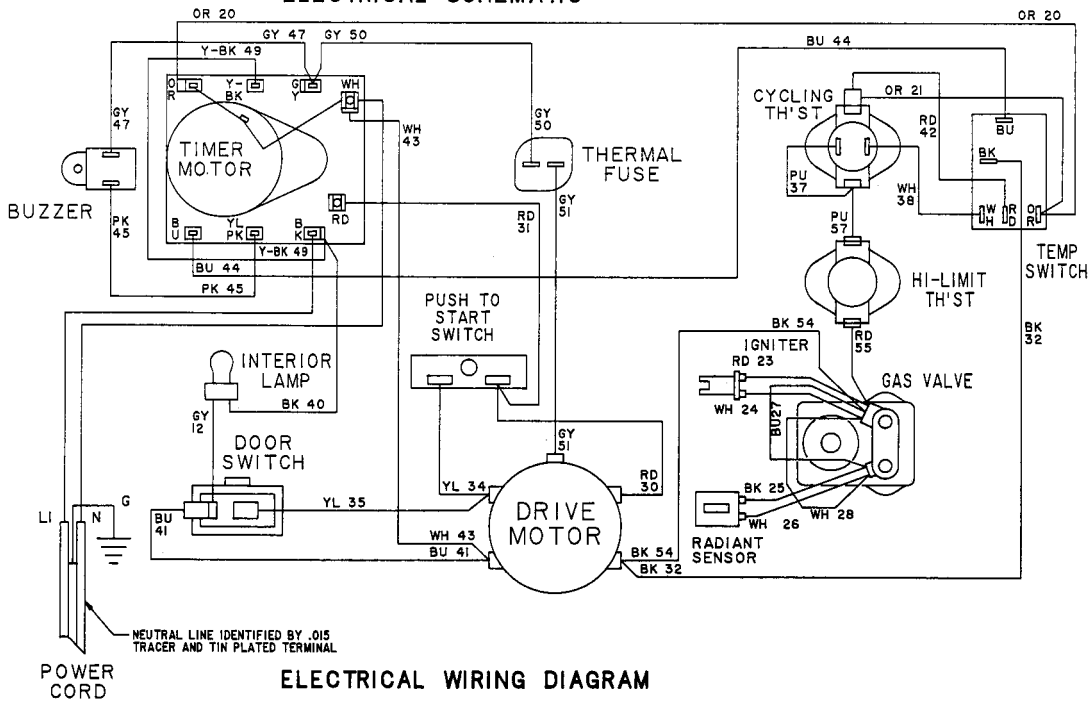 ELECTRICAL SCHEMATIC
OR 20
OR 20
GY 47
GY 50
Y-BK 49
BU 44
GY
47
O
R
Y-
BK
G
Y
WH
WH
43
GY
50
CYCLING
TH'ST
OR 21
RD
42
BU
BK
TIMER
MOTOR
THERMAL
FUSE
GY
51
PU
37
WH
38
W
H
R
D
O
R
BUZZER
PK
45
RD
RD
31
B
U
YL
PK
B
K
Y-BK 49
BU 44
PK 45
PU
57
TEMP
SWITCH
HI-LIMIT
TH'ST
PUSH TO
START
SWITCH
BK 54
RD
55
BK
32
IGNITER
RD 23
INTERIOR
LAMP
GAS VALVE
BK 40
WH 24
BU27
GY
12
DOOR
SWITCH
GY
51
YL 34
RD
30
BK 25
WH 26
WH 28
YL 35
LI
N
G
BU
41
DRIVE
MOTOR
RADIANT
SENSOR
WH 43
BU 41
BK 54
BK 32
NEUTRAL LINE IDENTIFIED BY .015
TRACER AND TIN PLATED TERMINAL
POWER
CORD
ELECTRICAL WIRING DIAGRAM